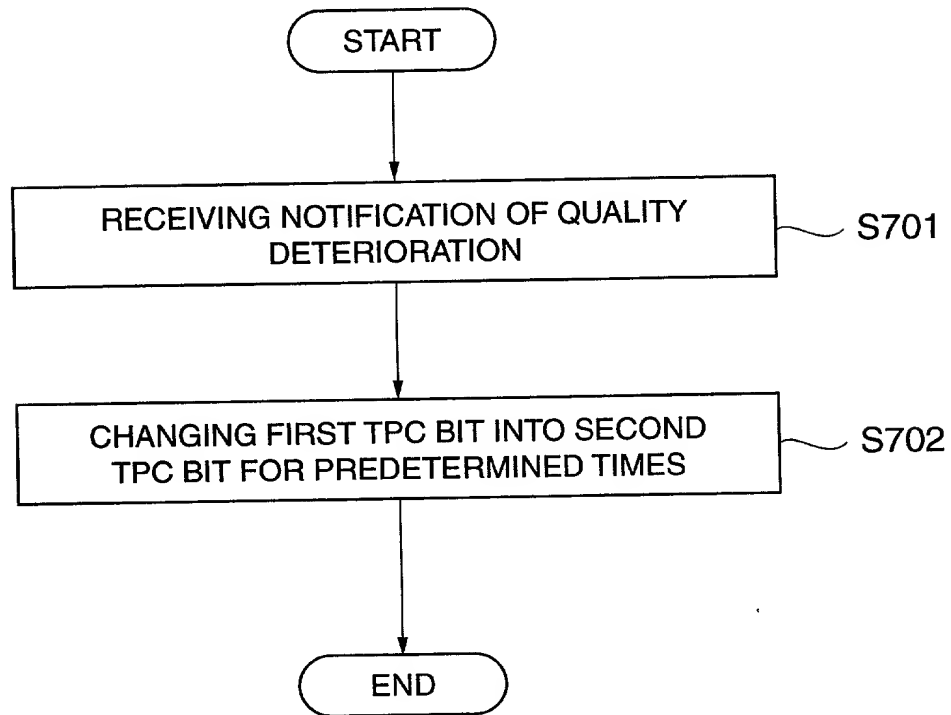 START
RECEIVING NOTIFICATION OF QUALITY
DETERIORATION
S701
CHANGING FIRST TPC BIT INTO SECOND
TPC BIT FOR PREDETERMINED TIMES
S702
END